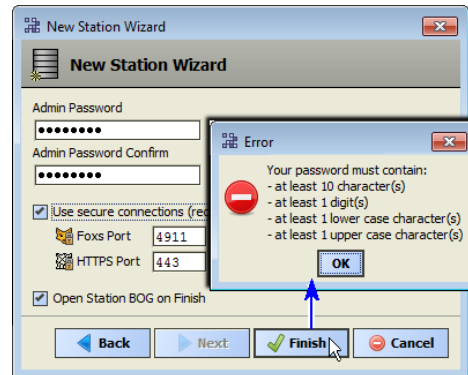 New Station Wizard
New Station Wizard
Admin Password
Admin Password Confirm
Use secure connections (rec
Foxs Port 4911
HTTPS Port 443
Open Station BOG on Finish
Back Next Finish Cancel
Error
Your password must contain:
- at least 10 character(s)
- at least 1 digit(s)
- at least 1 lower case character(s)
- at least 1 upper case character(s)
OK